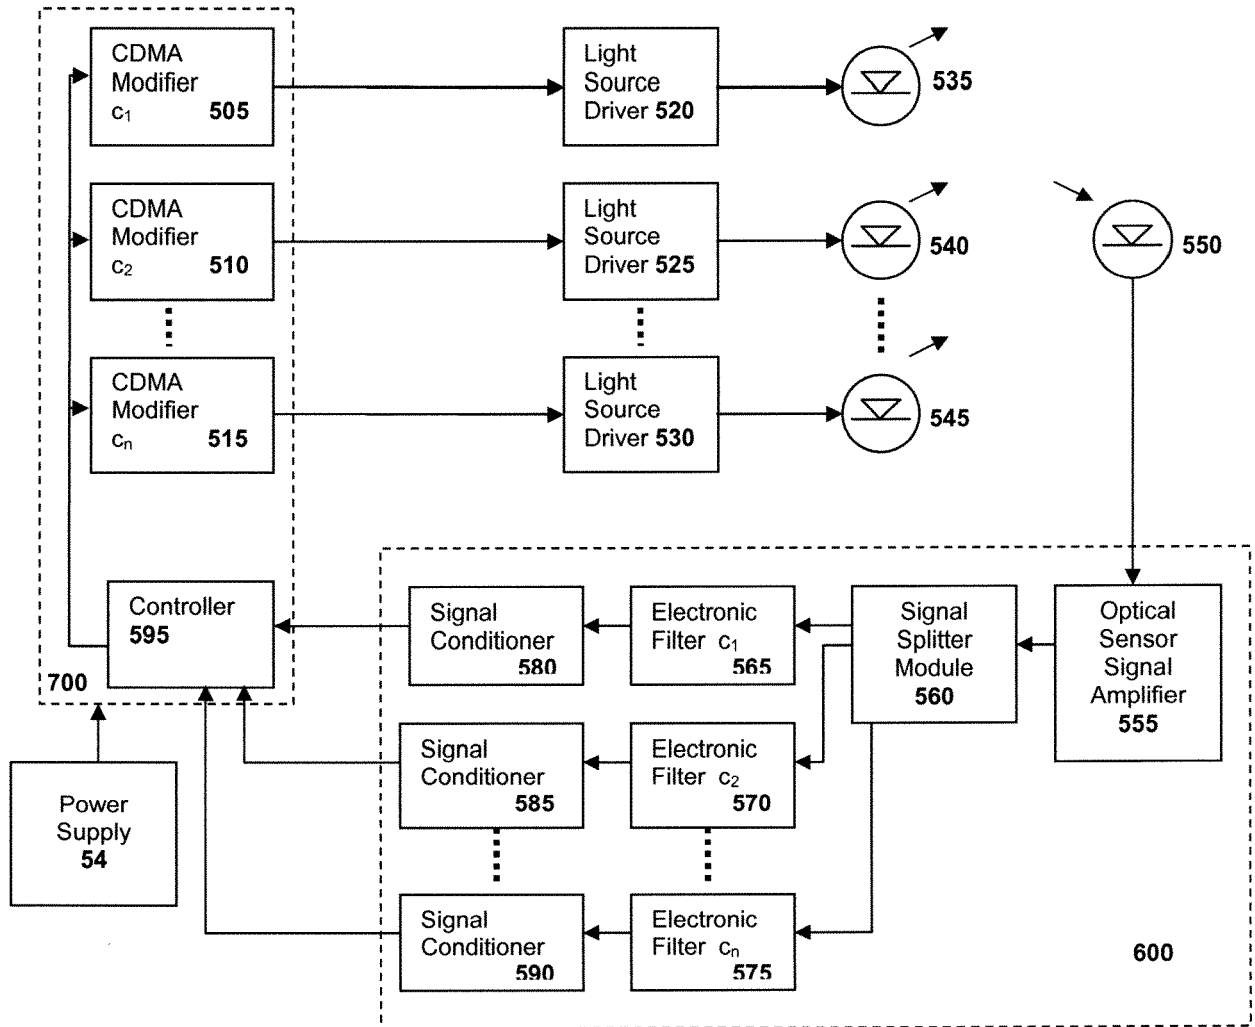 CDMA
Modifier
c₁ 505
Light
Source
Driver 520
535
CDMA
Modifier
c₂ 510
Light
Source
Driver 525
540
550
CDMA
Modifier
cₙ 515
Light
Source
Driver 530
545
Controller
595
700
Signal
Conditioner
580
Electronic
Filter c₁
565
Signal
Splitter
Module
560
Optical
Sensor
Signal
Amplifier
555
Power
Supply
54
Signal
Conditioner
585
Electronic
Filter c₂
570
Signal
Conditioner
590
Electronic
Filter cₙ
575
600